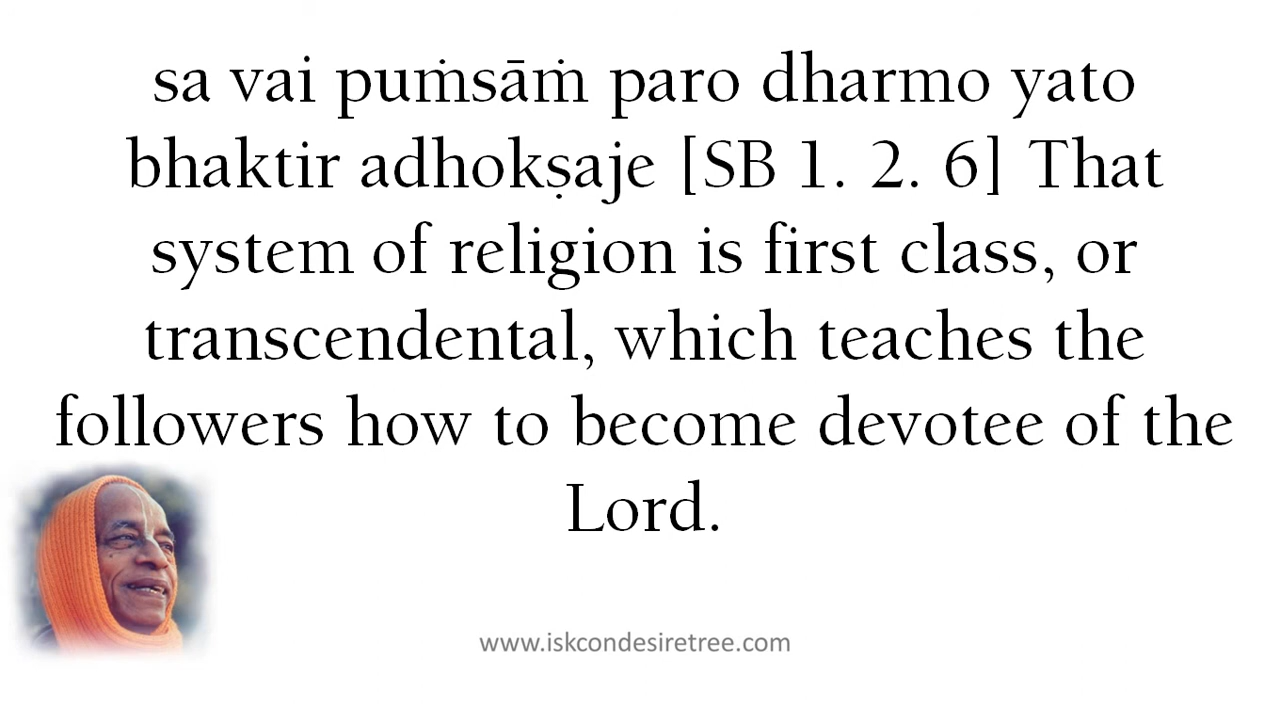 sa vai puṁsāṁ paro dharmo yato
bhaktir adhokṣaje [SB 1. 2. 6] That
system of religion is first class, or
transcendental, which teaches the
followers how to become devotee of the
Lord.
www.iskcondesiretree.com